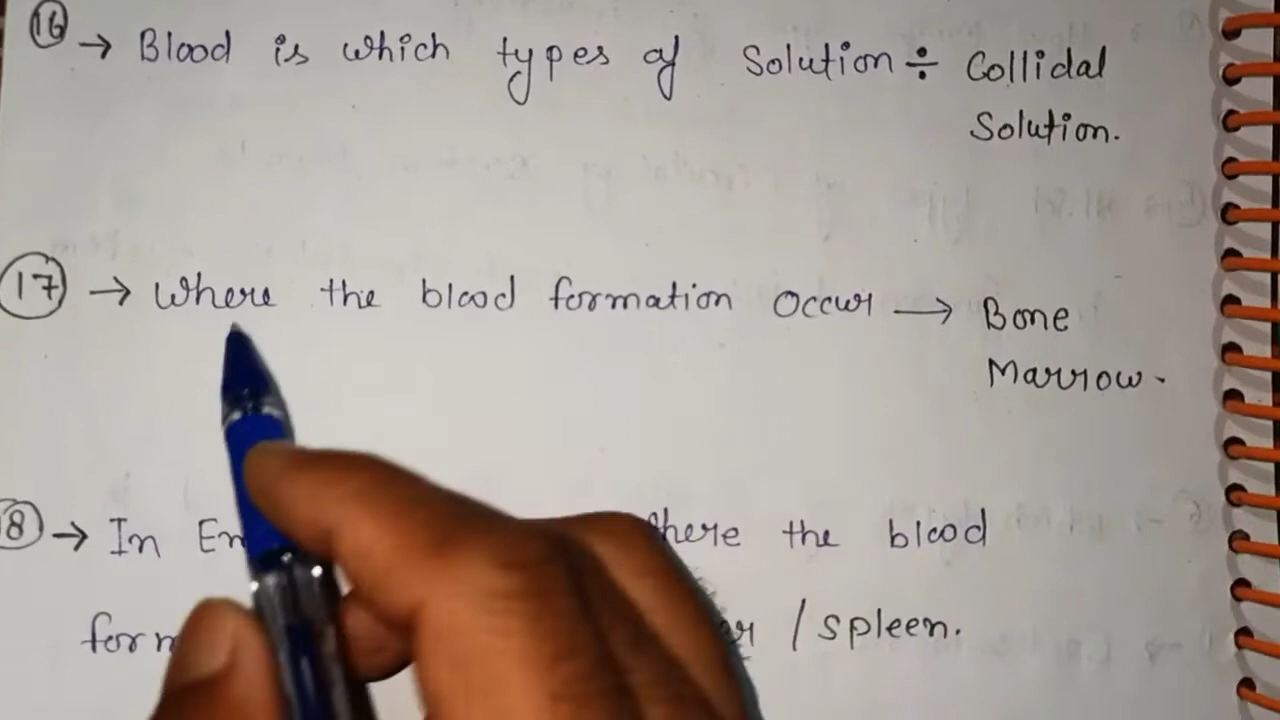 16 → Blood is which types of Solution ÷ Collidal
Solution.
17 → Where the blood formation occur → Bone
Marrow.
8 → In En here the blood
form / spleen.